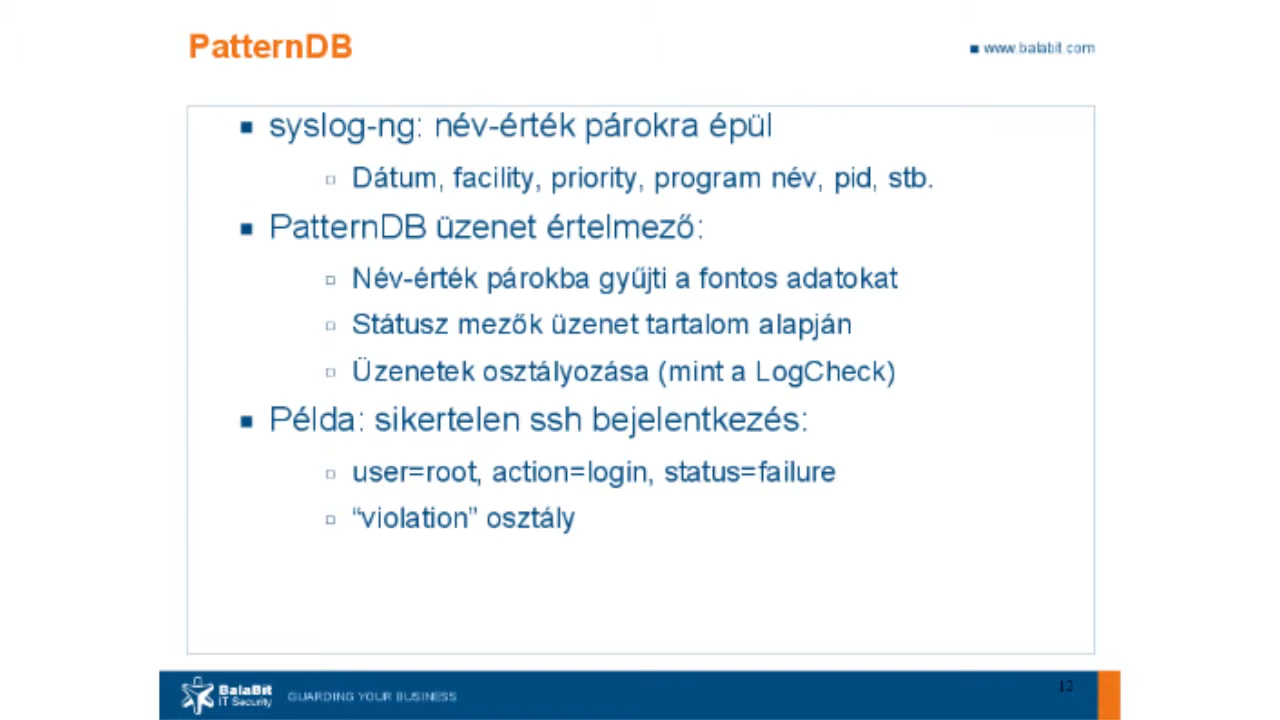 PatternDB
www.balabit.com
syslog-ng: név-érték párokra épül
Dátum, facility, priority, program név, pid, stb.
PatternDB üzenet értelmező:
Név-érték párokba gyűjti a fontos adatokat
Státusz mezők üzenet tartalom alapján
Üzenetek osztályozása (mint a LogCheck)
Példa: sikertelen ssh bejelentkezés:
user=root, action=login, status=failure
“violation” osztály
BalaBit
IT Security
GUARDING YOUR BUSINESS
12